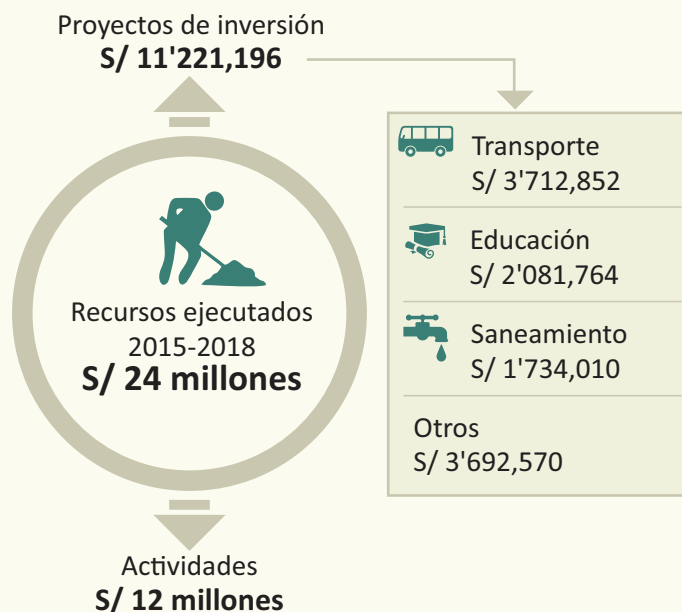 Proyectos de inversión
S/ 11'221,196
Transporte
S/ 3'712,852
Educación
S/ 2'081,764
Saneamiento
S/ 1'734,010
Otros
S/ 3'692,570
Recursos ejecutados
2015-2018
S/ 24 millones
Actividades
S/ 12 millones